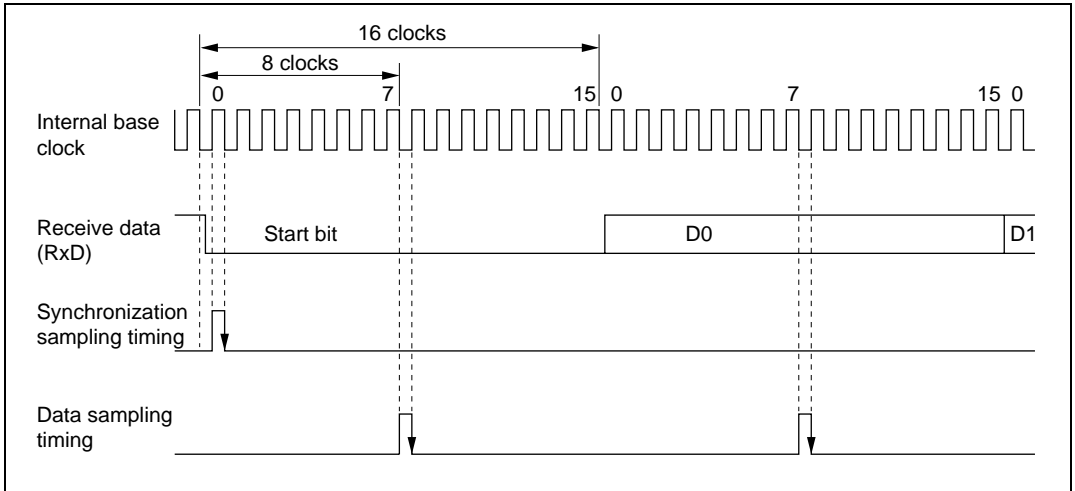 16 clocks
8 clocks
0 7 15 0 7 15 0
Internal base
clock
Receive data
(RxD)
Start bit D0 D1
Synchronization
sampling timing
Data sampling
timing